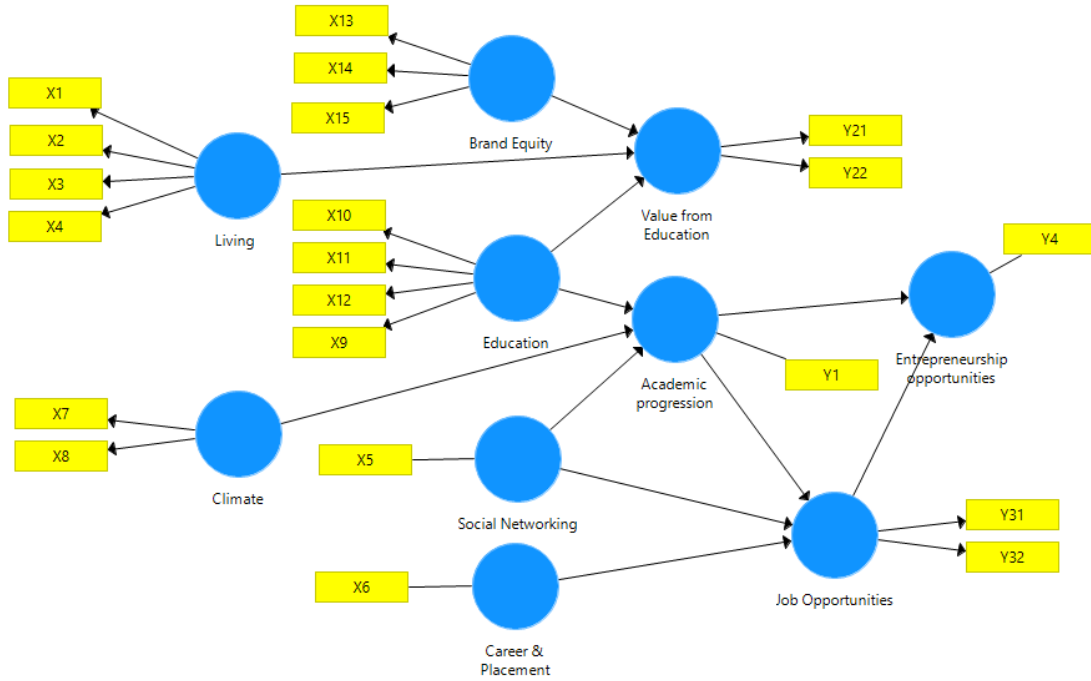 X13
X14
X15
Brand Equity
X1
X2
X3
X4
Living
Y21
Y22
Value from
Education
X10
X11
X12
X9
Education
Y4
Entrepreneurship
opportunities
Academic
progression
Y1
X7
X8
Climate
X5
Social Networking
X6
Career &
Placement
Y31
Y32
Job Opportunities